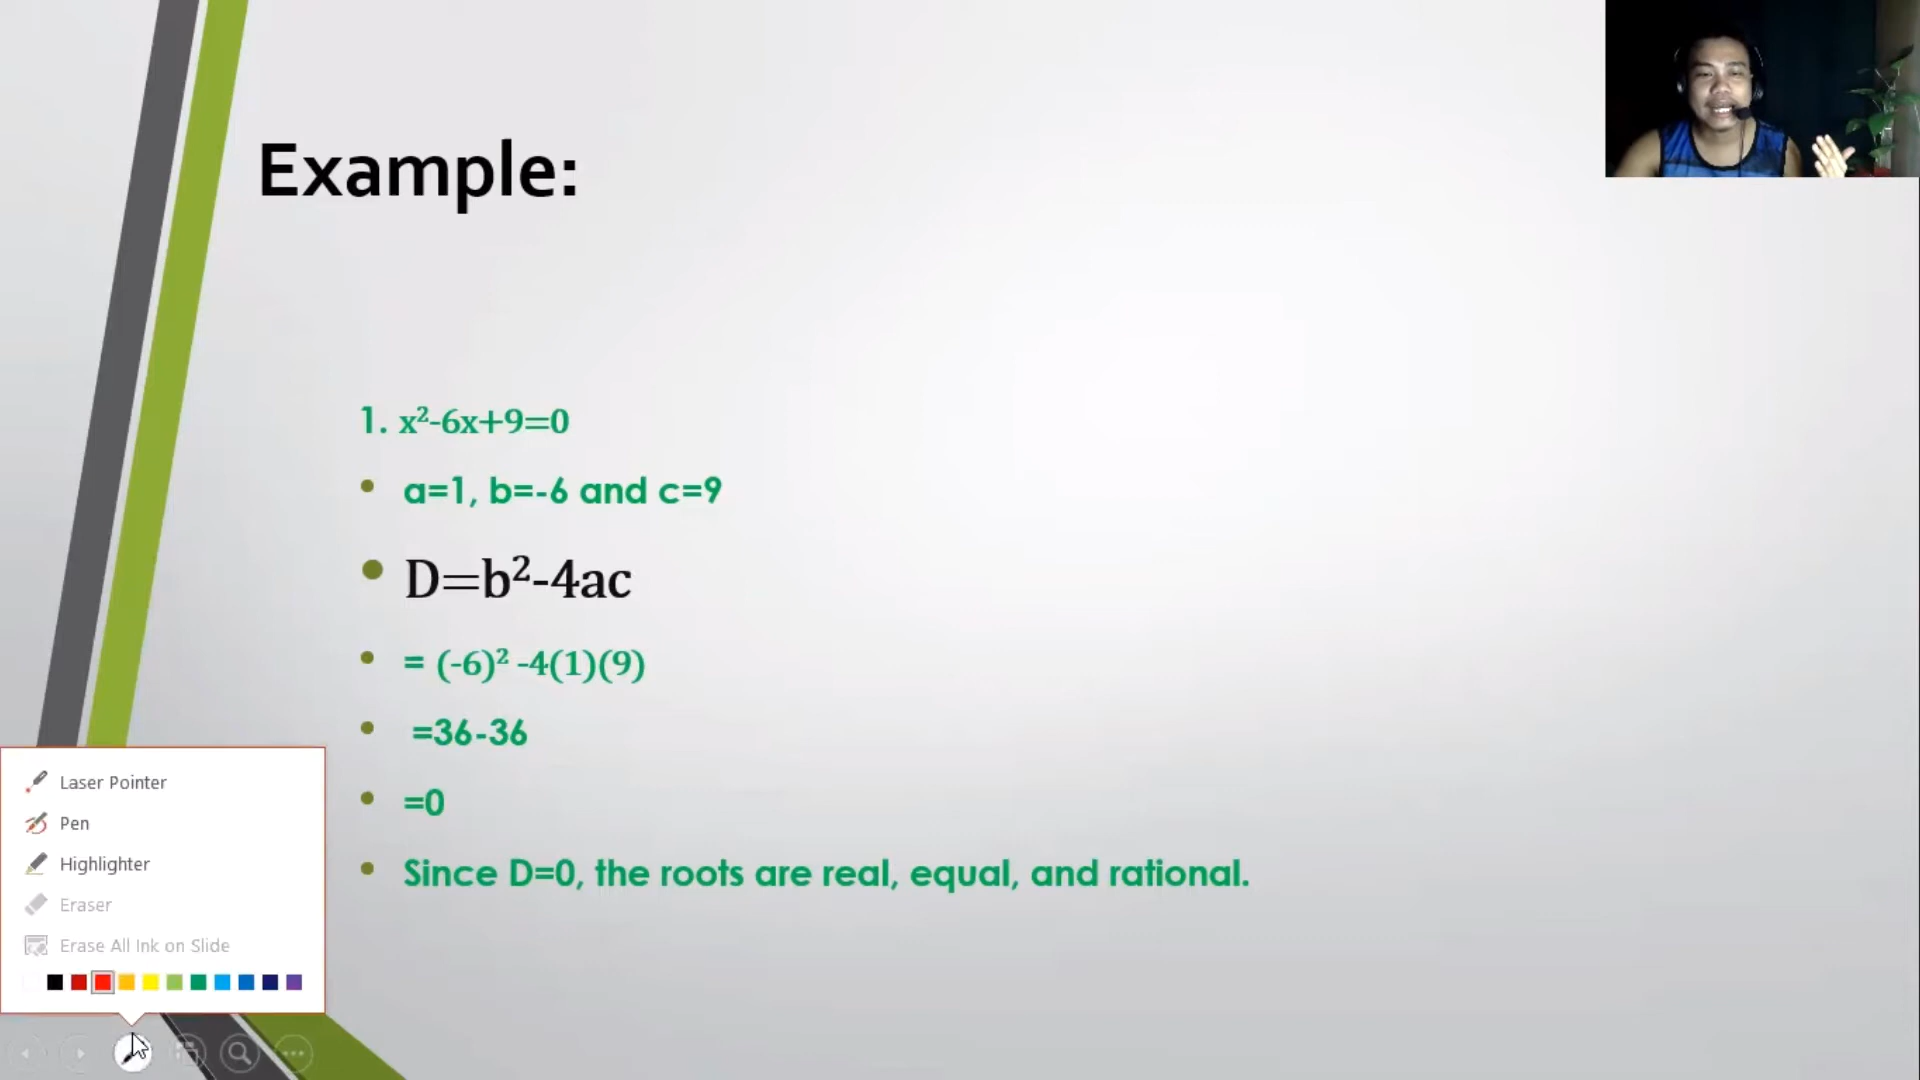 Example:
1. x²-6x+9=0
• a=1, b=-6 and c=9
• D=b²-4ac
• = (-6)² -4(1)(9)
• =36-36
• =0
• Since D=0, the roots are real, equal, and rational.
Laser Pointer
Pen
Highlighter
Eraser
Erase All Ink on Slide